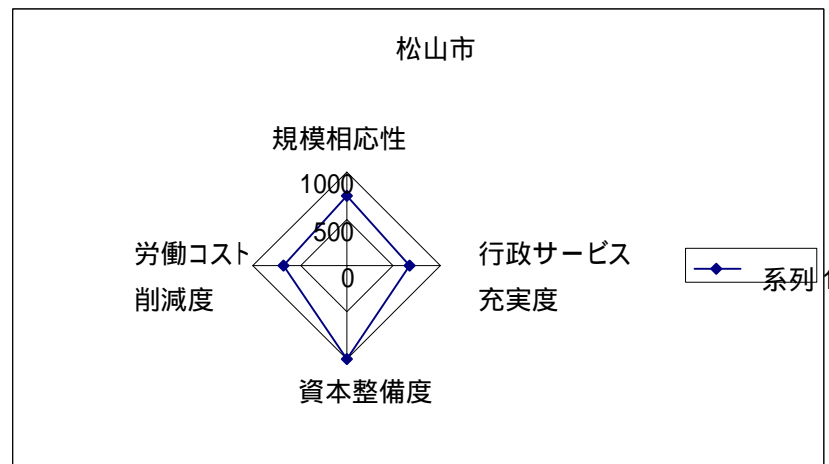 松山市
規模相応性
1000
500
0
労働コスト
削減度
行政サービス
充実度
資本整備度
系列1